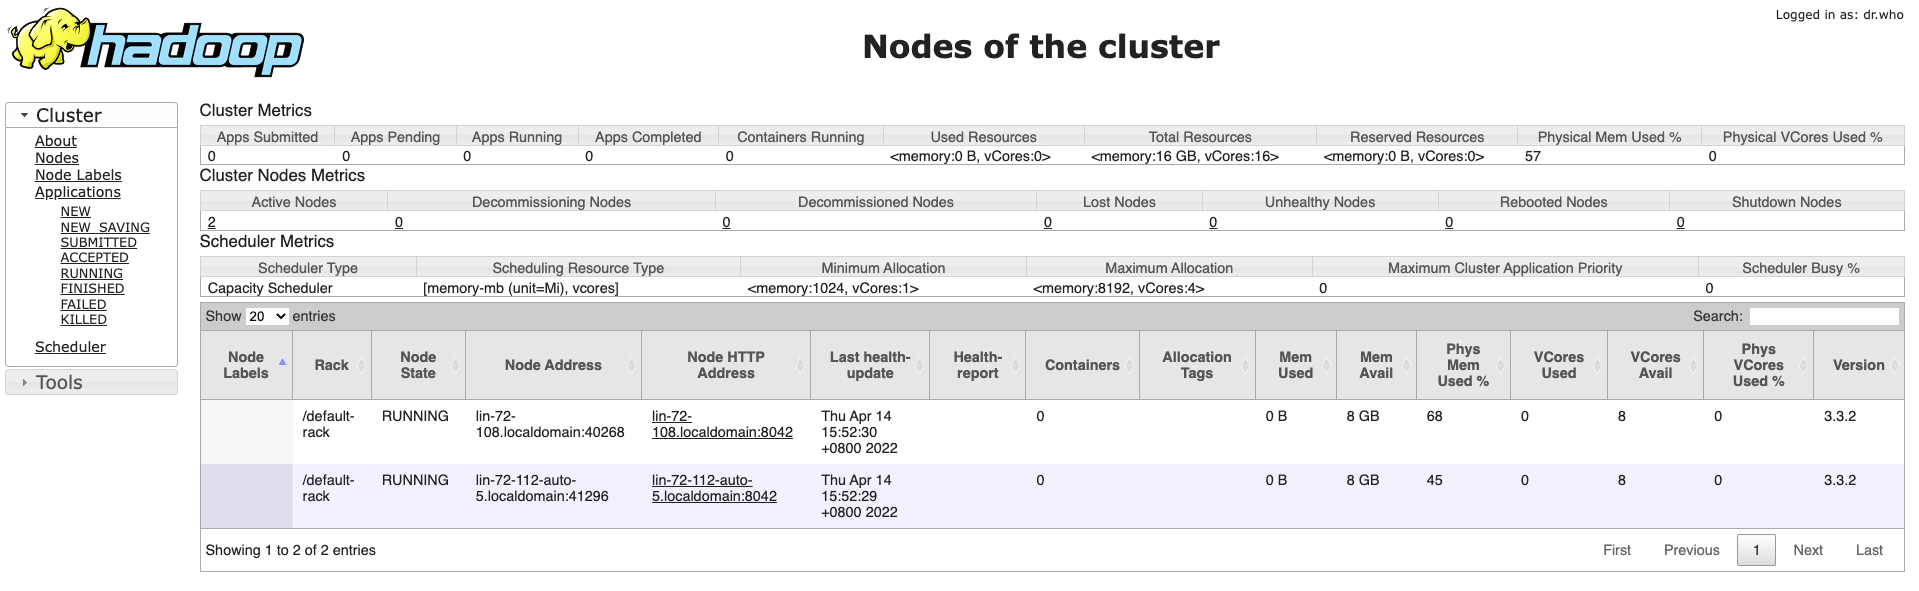 hadoop
Logged in as: dr.who
Nodes of the cluster
Cluster
About
Nodes
Node Labels
Applications
NEW
NEW_SAVING
SUBMITTED
ACCEPTED
RUNNING
FINISHED
FAILED
KILLED
Scheduler
Tools
Cluster Metrics
Apps Submitted Apps Pending Apps Running Apps Completed Containers Running Used Resources Total Resources Reserved Resources Physical Mem Used % Physical VCores Used %
0 0 0 0 0 <memory:0 B, vCores:0> <memory:16 GB, vCores:16> <memory:0 B, vCores:0> 57 0
Cluster Nodes Metrics
Active Nodes Decommissioning Nodes Decommissioned Nodes Lost Nodes Unhealthy Nodes Rebooted Nodes Shutdown Nodes
2 0 0 0 0 0 0
Scheduler Metrics
Scheduler Type Scheduling Resource Type Minimum Allocation Maximum Allocation Maximum Cluster Application Priority Scheduler Busy %
Capacity Scheduler [memory-mb (unit=Mi), vcores] <memory:1024, vCores:1> <memory:8192, vCores:4> 0 0
Show 20 entries Search:
Node Labels Rack Node State Node Address Node HTTP Address Last health-update Health-report Containers Allocation Tags Mem Used Mem Avail Phys Mem Used % VCores Used VCores Avail Phys VCores Used % Version
/default- RUNNING lin-72- lin-72- Thu Apr 14 0 0 B 8 GB 68 0 8 0 3.3.2
rack 108.localdomain:40268 108.localdomain:8042 15:52:30
+0800 2022
/default- RUNNING lin-72-112-auto- lin-72-112-auto- Thu Apr 14 0 0 B 8 GB 45 0 8 0 3.3.2
rack 5.localdomain:41296 5.localdomain:8042 15:52:29
+0800 2022
Showing 1 to 2 of 2 entries First Previous 1 Next Last